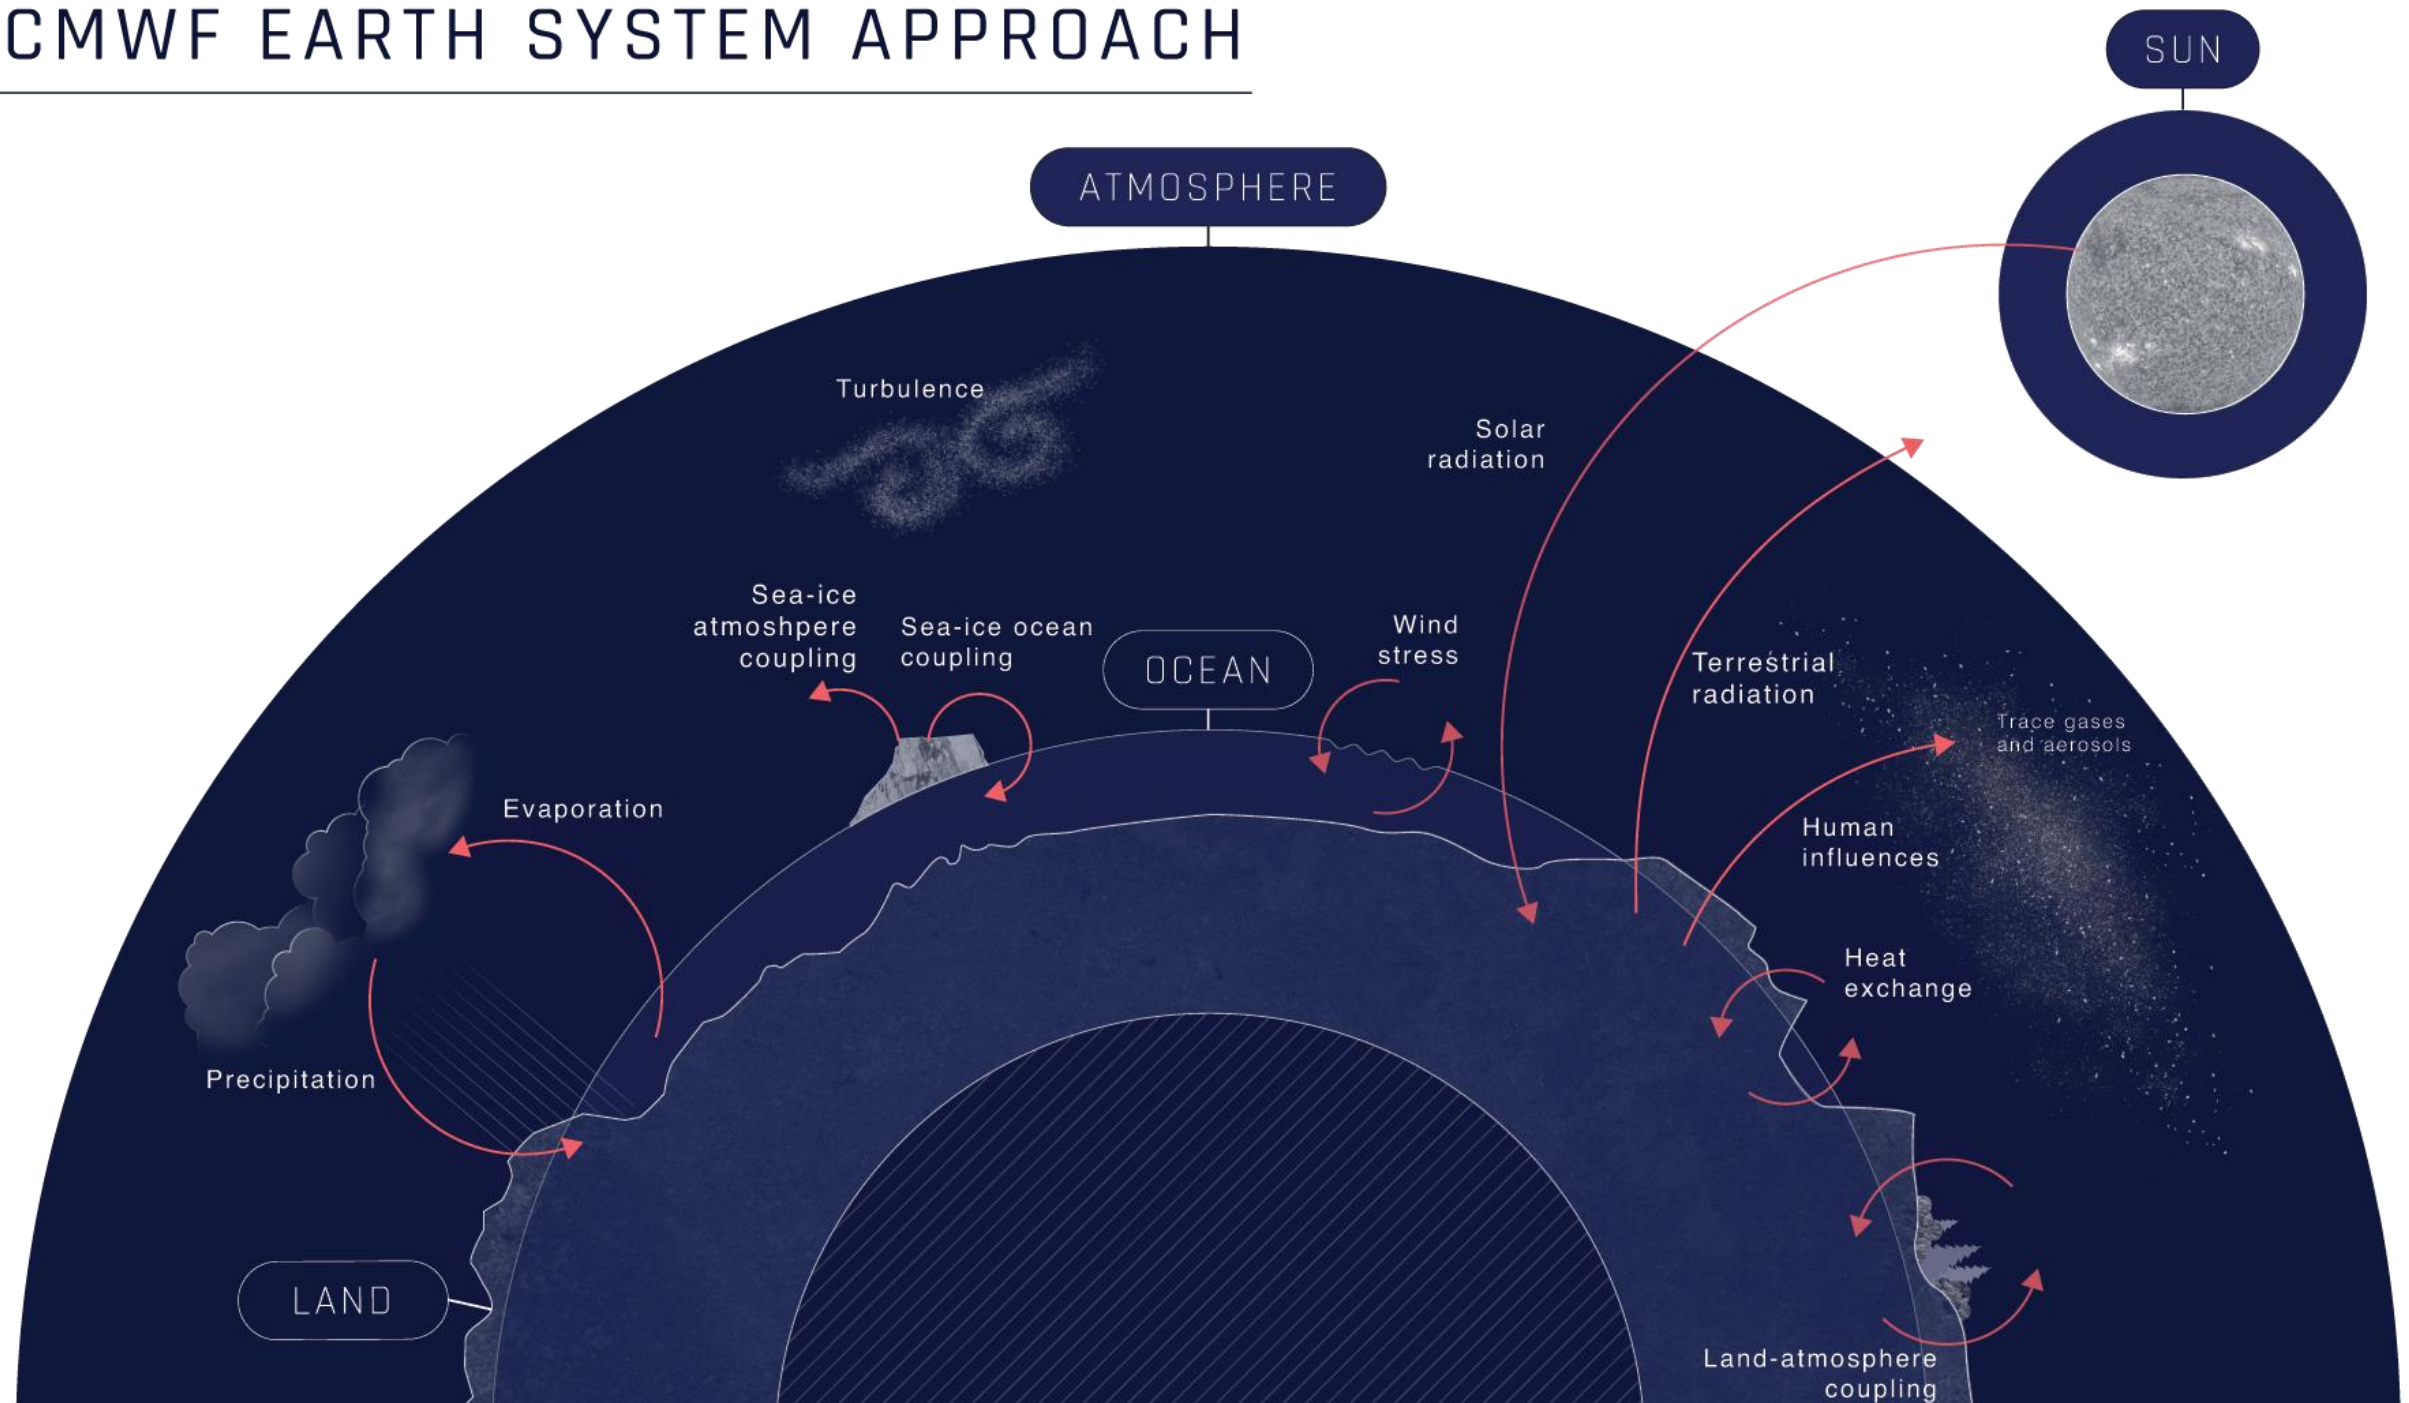 CMWF EARTH SYSTEM APPROACH
SUN
ATMOSPHERE
Turbulence
Solar
radiation
Sea-ice
atmoshpere
coupling
Sea-ice ocean
coupling
OCEAN
Wind
stress
Terrestrial
radiation
Trace gases
and aerosols
Evaporation
Human
influences
Heat
exchange
Precipitation
LAND
Land-atmosphere
coupling